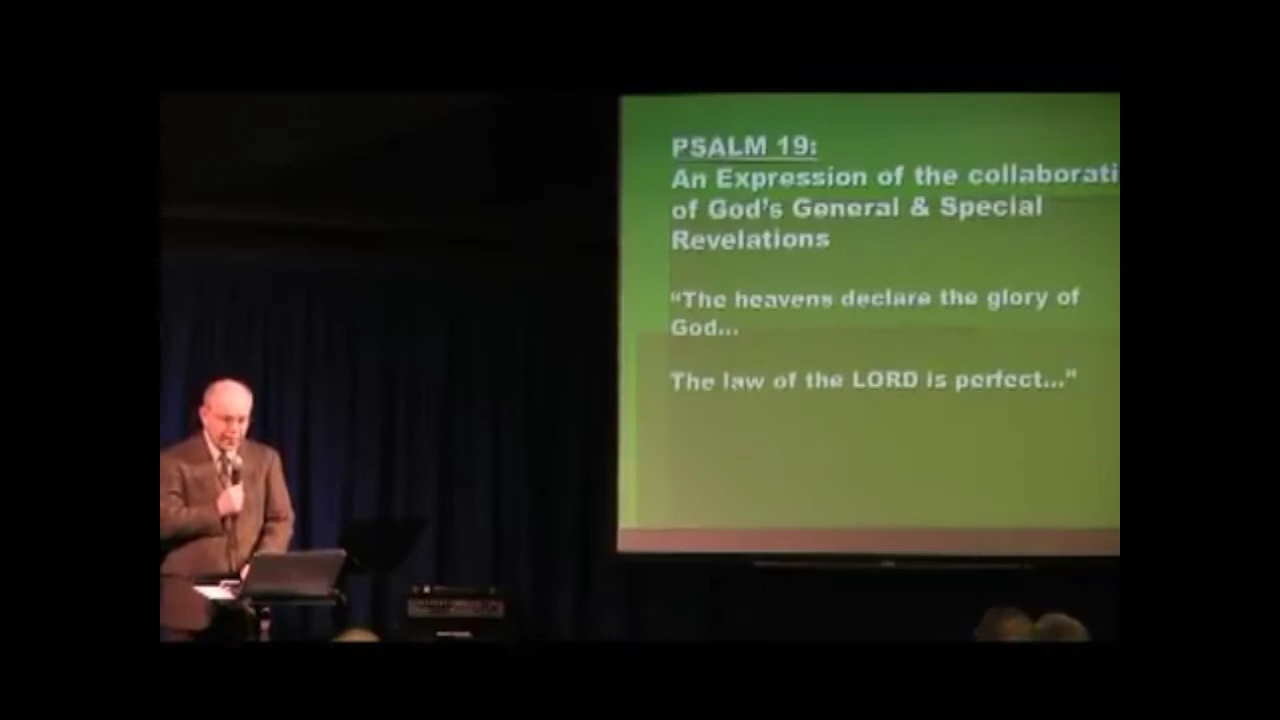 PSALM 19:
An Expression of the collaborati
of God's General & Special
Revelations
“The heavens declare the glory of
God...
The law of the LORD is perfect...”